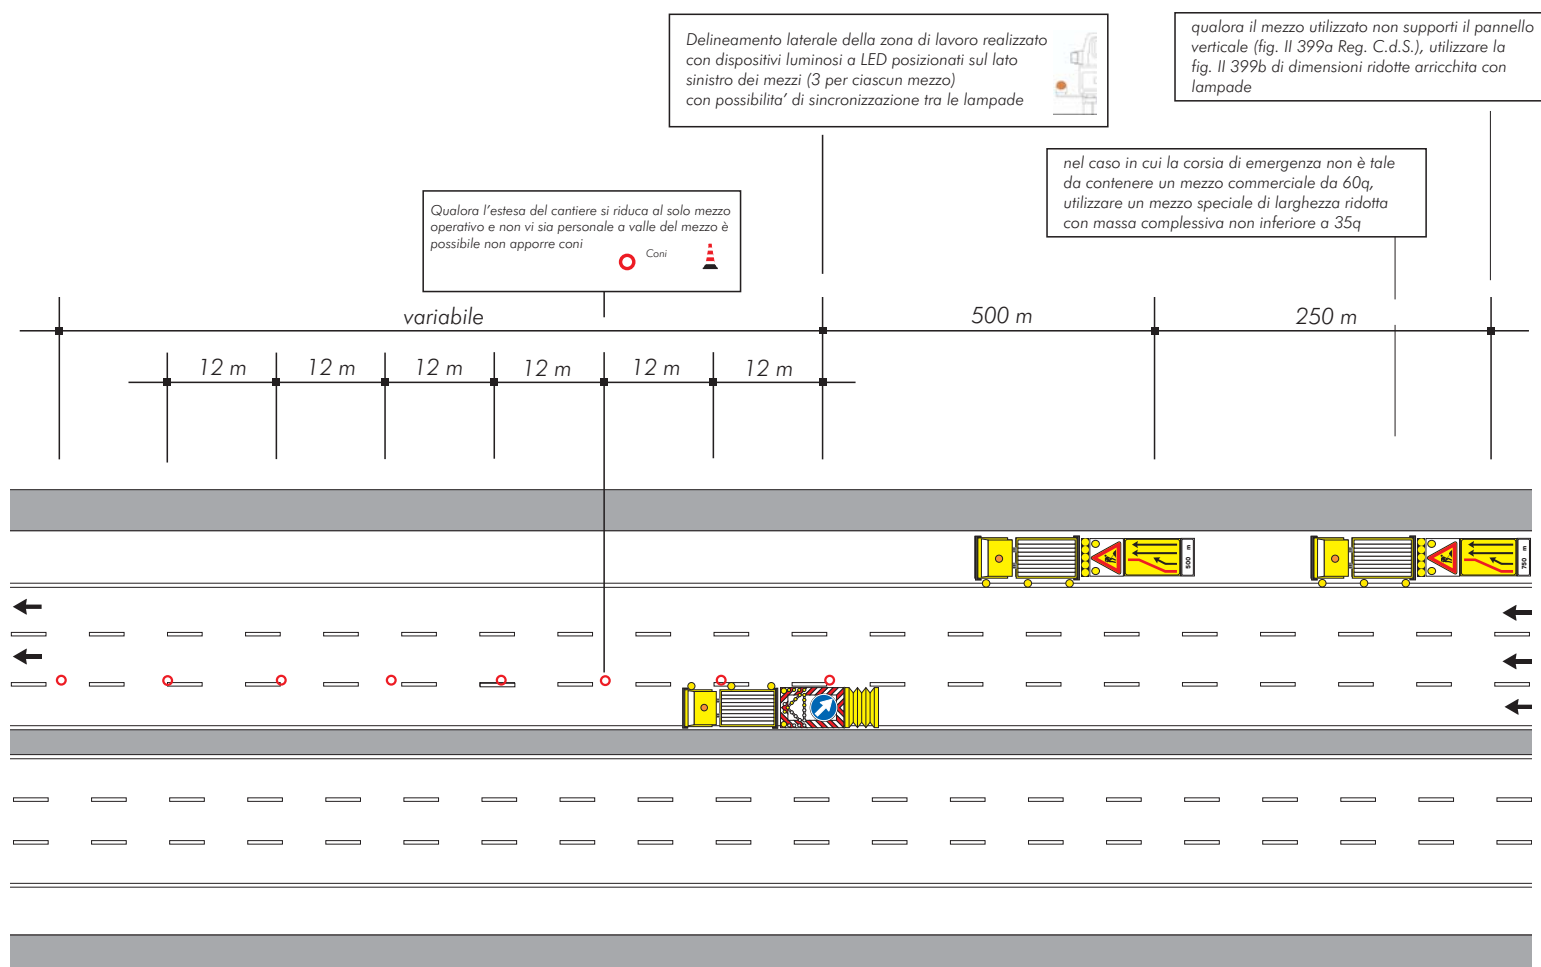 Delineamento laterale della zona di lavoro realizzato
con dispositivi luminosi a LED posizionati sul lato
sinistro dei mezzi (3 per ciascun mezzo)
con possibilita' di sincronizzazione tra le lampade
qualora il mezzo utilizzato non supporti il pannello
verticale (fig. II 399a Reg. C.d.S.), utilizzare la
fig. II 399b di dimensioni ridotte arricchita con
lampade
nel caso in cui la corsia di emergenza non è tale
da contenere un mezzo commerciale da 60q,
utilizzare un mezzo speciale di larghezza ridotta
con massa complessiva non inferiore a 35q
Qualora l'estesa del cantiere si riduca al solo mezzo
operativo e non vi sia personale a valle del mezzo è
possibile non apporre coni
Coni
variabile
500 m
250 m
12 m
12 m
12 m
12 m
12 m
12 m
500 m
750 m